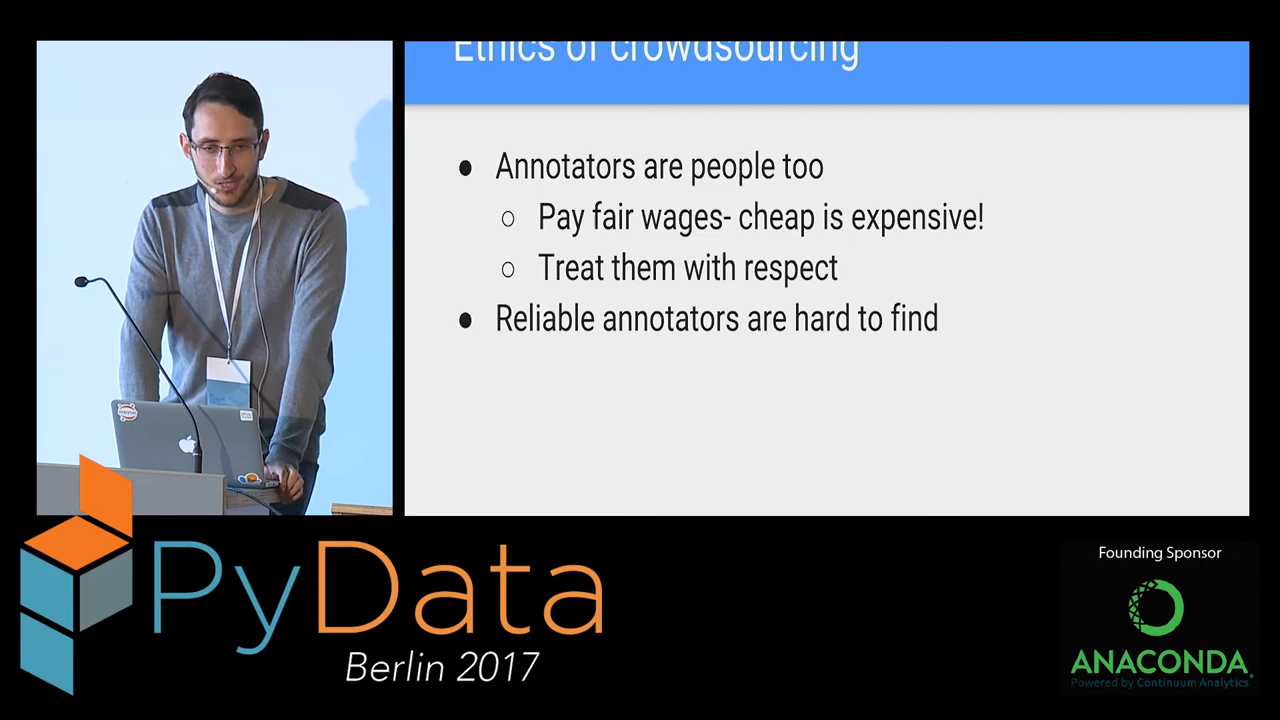 Ethics of crowdsourcing
● Annotators are people too
○ Pay fair wages- cheap is expensive!
○ Treat them with respect
● Reliable annotators are hard to find
PyData
Berlin 2017
Founding Sponsor
ANACONDA
Powered by Continuum Analytics